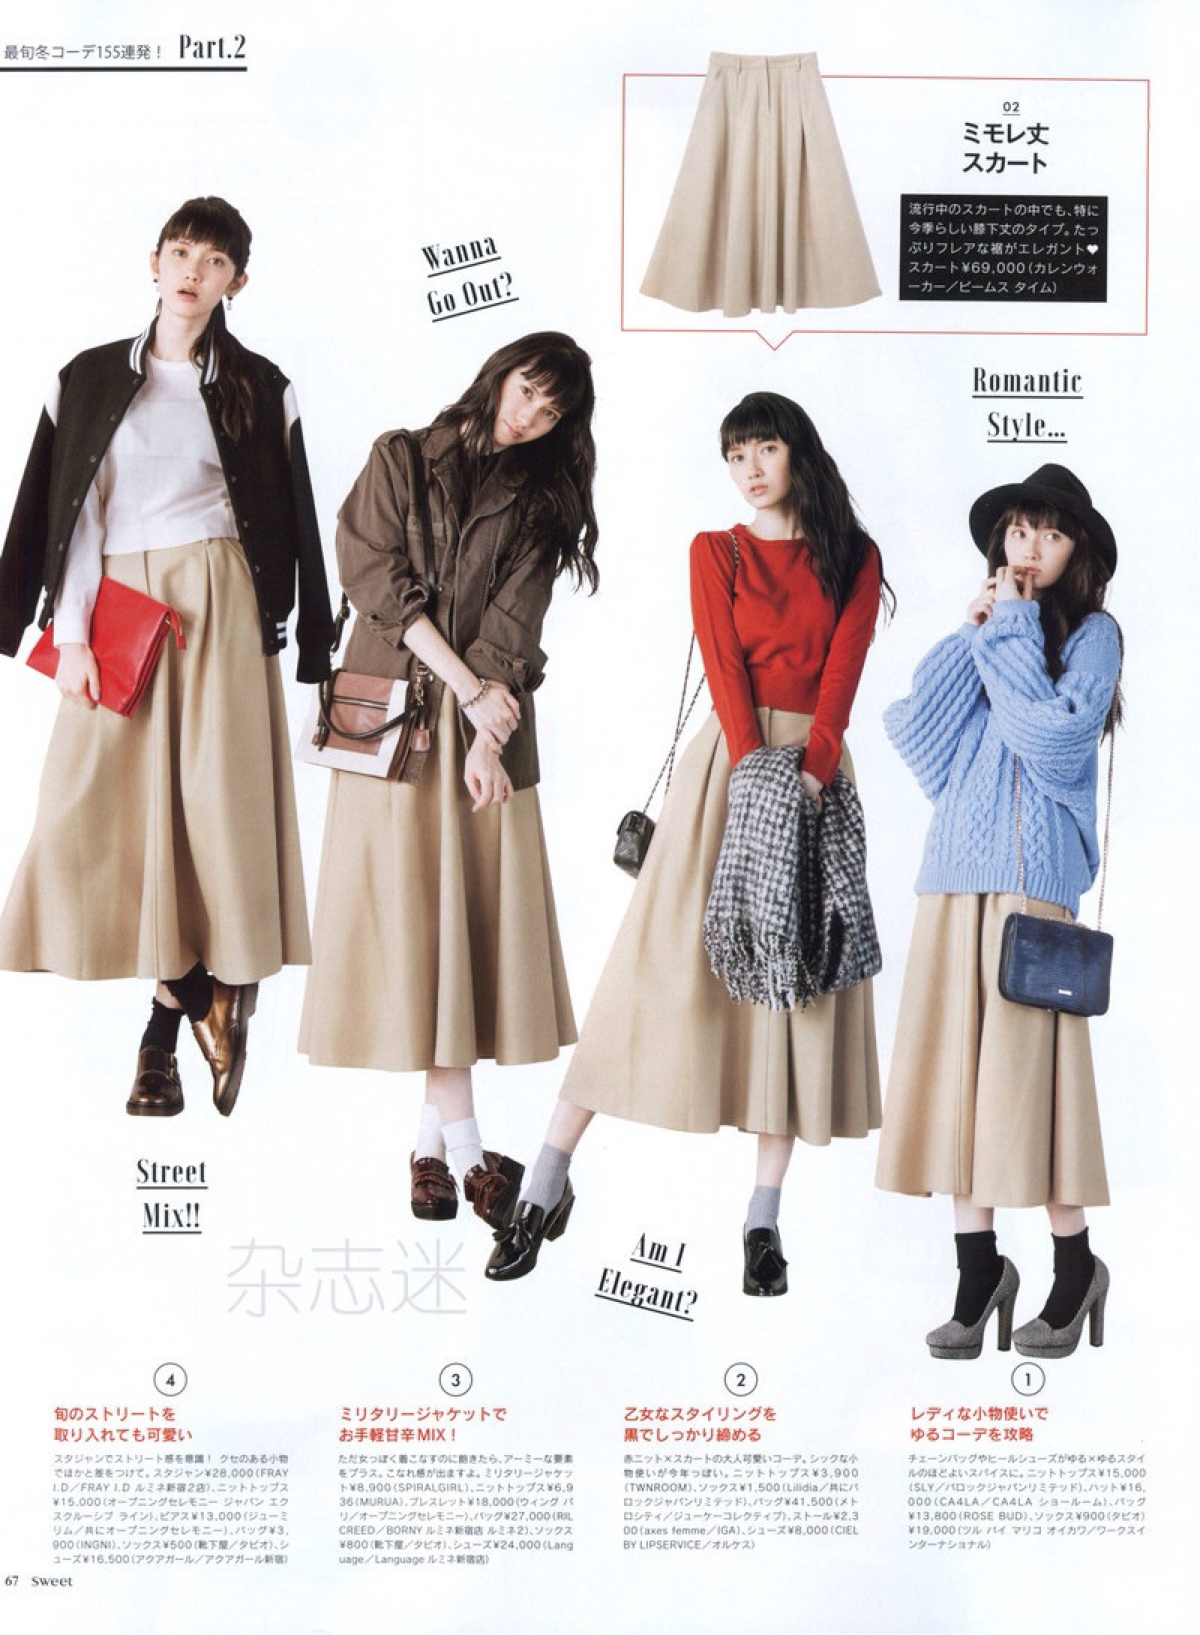 最旬冬コーデ155連発！ Part.2
02
ミモレ丈
スカート
流行中のスカートの中でも、特に
今季らしい膝下丈のタイプ。たっ
ぷりフレアな裾がエレガント♥
スカート¥69,000（カレンウォ
ーカー／ビームス タイム）
Wanna
Go Out?
Romantic
Style...
Street
Mix!!
Am I
Elegant?
杂志迷
1
レディな小物使いで
ゆるコーデを攻略
チェーンバッグやヒールシューズがゆる×ゆるスタイ
ルのほどよいスパイスに。ニットトップス¥15,000
（SLY／バロックジャパンリミテッド）、ハット¥16,
000（CA4LA／CA4LA ショールーム）、バッグ
¥13,800（ROSE BUD）、ソックス¥900（タビオ）
¥19,000（ツル バイ マリコ オイカワ／ワークスイ
ンターナショナル）
2
乙女なスタイリングを
黒でしっかり締める
赤ニット×スカートの大人可愛いコーデ。シックな小
物使いが今年っぽい。ニットトップス¥3,900
（TWNROOM）、ソックス¥1,500（Lilidia／共にバ
ロックジャパンリミテッド）、バッグ¥41,500（メト
ロシティ／ジューケーコレクティブ）、ストール¥2,3
00（axes femme／IGA）、シューズ¥8,000（CIEL
BY LIPSERVICE／オルケス）
3
ミリタリージャケットで
お手軽甘辛MIX！
ただ女っぽく着こなすのに飽きたら、アーミーな要素
をプラス。こなれ感が出ますよ。ミリタリージャケッ
ト¥8,900（SPIRALGIRL）、ニットトップス¥6,9
36（MURUA）、ブレスレット¥18,000（ウィング バ
リ／オープニングセレモニー）、バッグ¥27,000（RIL
CREED／BORNY ルミネ新宿店 ルミネ2）、ソックス
¥800（靴下屋／タビオ）、シューズ¥24,000（Lang
uage／Language ルミネ新宿店）
4
旬のストリートを
取り入れても可愛い
スタジャンでストリート感を意識！ クセのある小物
でほかと差をつけて。スタジャン¥28,000（FRAY
I.D／FRAY I.D ルミネ新宿2店）、ニットトップス
¥15,000（オープニングセレモニー ジャパン エク
スクルーシブ ライン）、ピアス¥13,000（ジューミ
リム／共にオープニングセレモニー）、バッグ¥3,
900（INGNI）、ソックス¥500（靴下屋／タビオ）、シ
ューズ¥16,500（アクアガール／アクアガール新宿）
67 Sweet